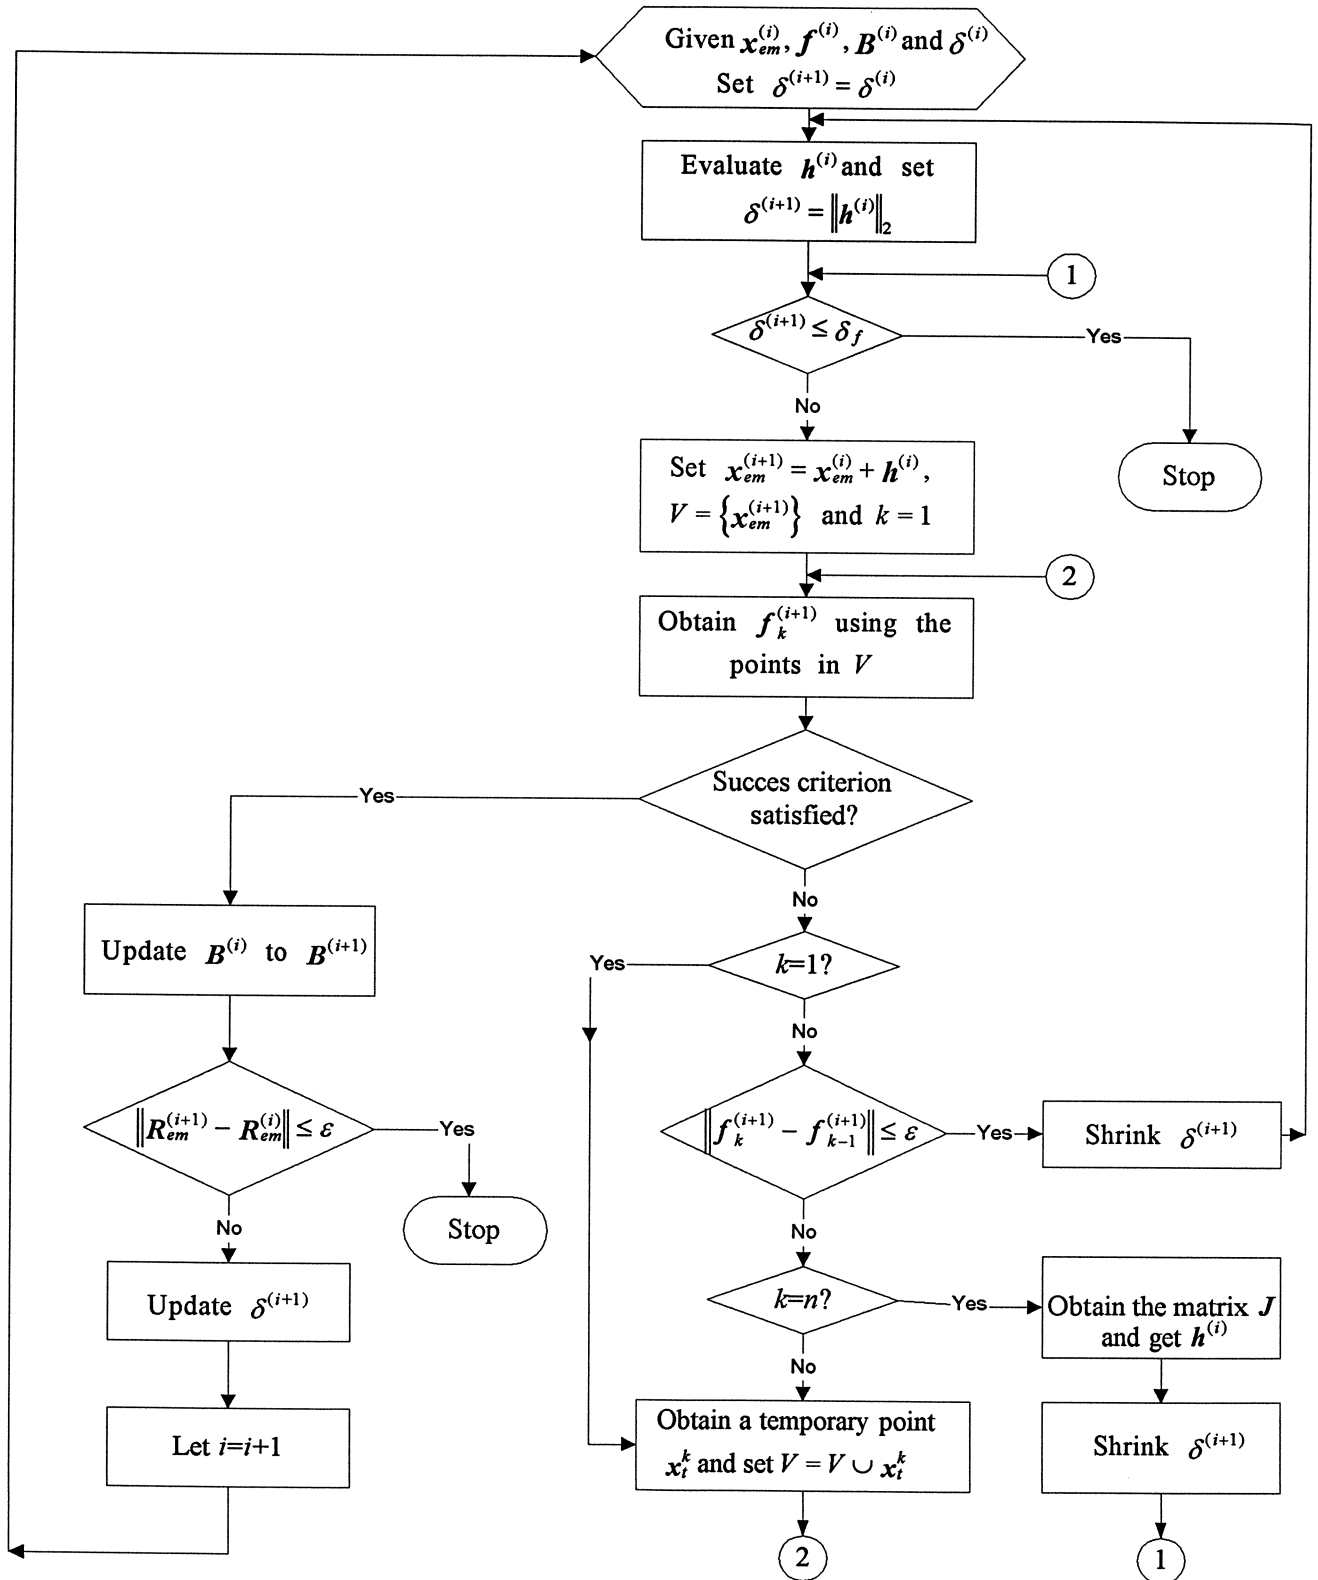 Given x_em^(i), f^(i), B^(i) and δ^(i)
Set δ^(i+1) = δ^(i)
Evaluate h^(i) and set
δ^(i+1) = ‖h^(i)‖_2
1
δ^(i+1) ≤ δ_f
Yes
No
Stop
Set x_em^(i+1) = x_em^(i) + h^(i),
V = {x_em^(i+1)} and k = 1
2
Obtain f_k^(i+1) using the
points in V
Succes criterion
satisfied?
Yes
No
Update B^(i) to B^(i+1)
k=1?
Yes
No
‖R_em^(i+1) − R_em^(i)‖ ≤ ε
Yes
No
Stop
‖f_k^(i+1) − f_k−1^(i+1)‖ ≤ ε
Yes
Shrink δ^(i+1)
No
Update δ^(i+1)
k=n?
Yes
Obtain the matrix J
and get h^(i)
No
Let i=i+1
Obtain a temporary point
x_t^k and set V = V ∪ x_t^k
Shrink δ^(i+1)
2
1